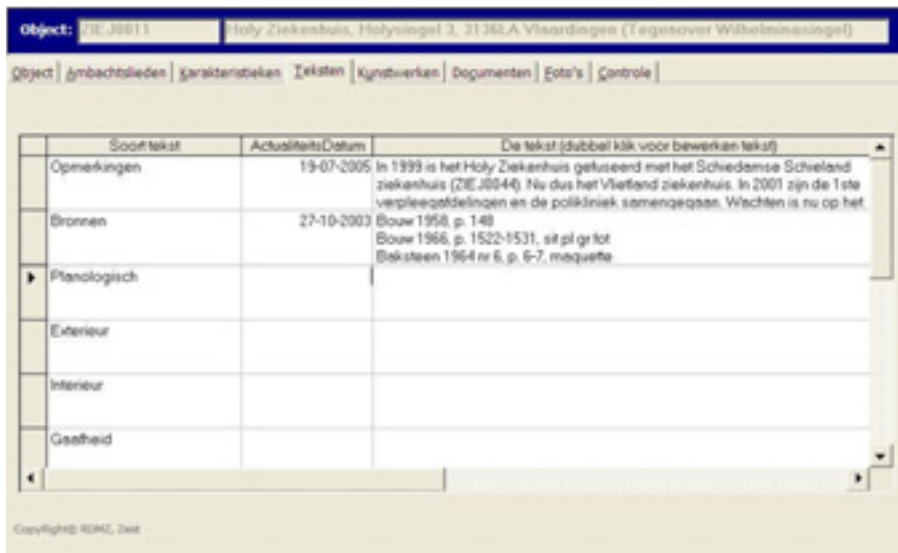 Object: ZIEJ0011 Holy Ziekenhuis, Holysingel 3, 3136LA Vlaardingen (Tegenover Wilhelminasingel)
Object Ambachtslieden Karakteristieken Teksten Kunstwerken Documenten Foto's Controle
Soort tekst ActualiteitsDatum De tekst (dubbel klik voor bewerken tekst)
Opmerkingen 19-07-2005 In 1999 is het Holy Ziekenhuis gefuseerd met het Schiedamse Schieland
ziekenhuis (ZIEJ0044). Nu dus het Vlietland ziekenhuis. In 2001 zijn de 1ste
verpleegafdelingen en de polikliniek samengegaan. Wachten is nu op het
Bronnen 27-10-2003 Bouw 1958, p. 148
Bouw 1966, p. 1522-1531, sit pl gr fot
Baksteen 1964 nr 6, p. 6-7, maquette
Planologisch
Exterieur
Interieur
Gaafheid
Copyright© RDMZ, Zeist